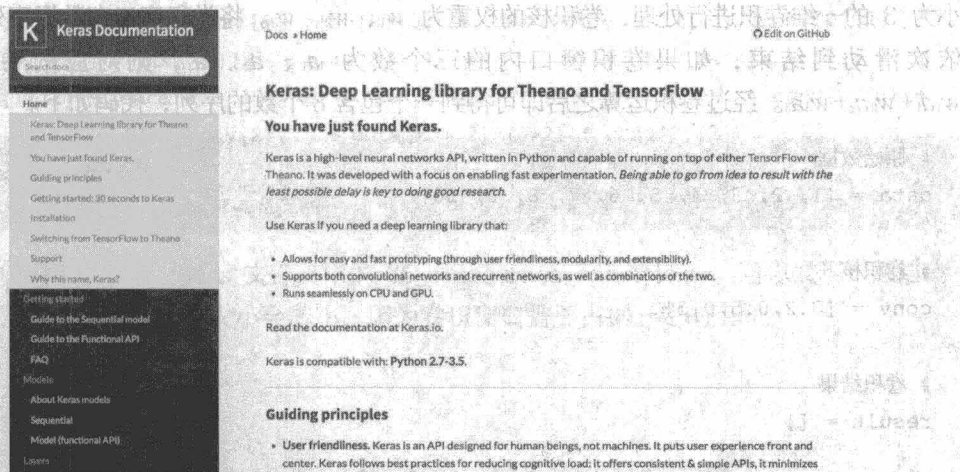 K Keras Documentation
Search docs
Home
Keras: Deep Learning library for Theano
and TensorFlow
You have just found Keras.
Guiding principles
Getting started: 30 seconds to Keras
Installation
Switching from TensorFlow to Theano
Support
Why this name, Keras?
Getting started
Guide to the Sequential model
Guide to the Functional API
FAQ
Models
About Keras models
Sequential
Model (functional API)
Layers
Docs » Home
Edit on GitHub
Keras: Deep Learning library for Theano and TensorFlow
You have just found Keras.
Keras is a high-level neural networks API, written in Python and capable of running on top of either TensorFlow or
Theano. It was developed with a focus on enabling fast experimentation. Being able to go from idea to result with the
least possible delay is key to doing good research.
Use Keras if you need a deep learning library that:
• Allows for easy and fast prototyping (through user friendliness, modularity, and extensibility).
• Supports both convolutional networks and recurrent networks, as well as combinations of the two.
• Runs seamlessly on CPU and GPU.
Read the documentation at Keras.io.
Keras is compatible with: Python 2.7-3.5.
Guiding principles
• User friendliness. Keras is an API designed for human beings, not machines. It puts user experience front and
center. Keras follows best practices for reducing cognitive load: it offers consistent & simple APIs, it minimizes